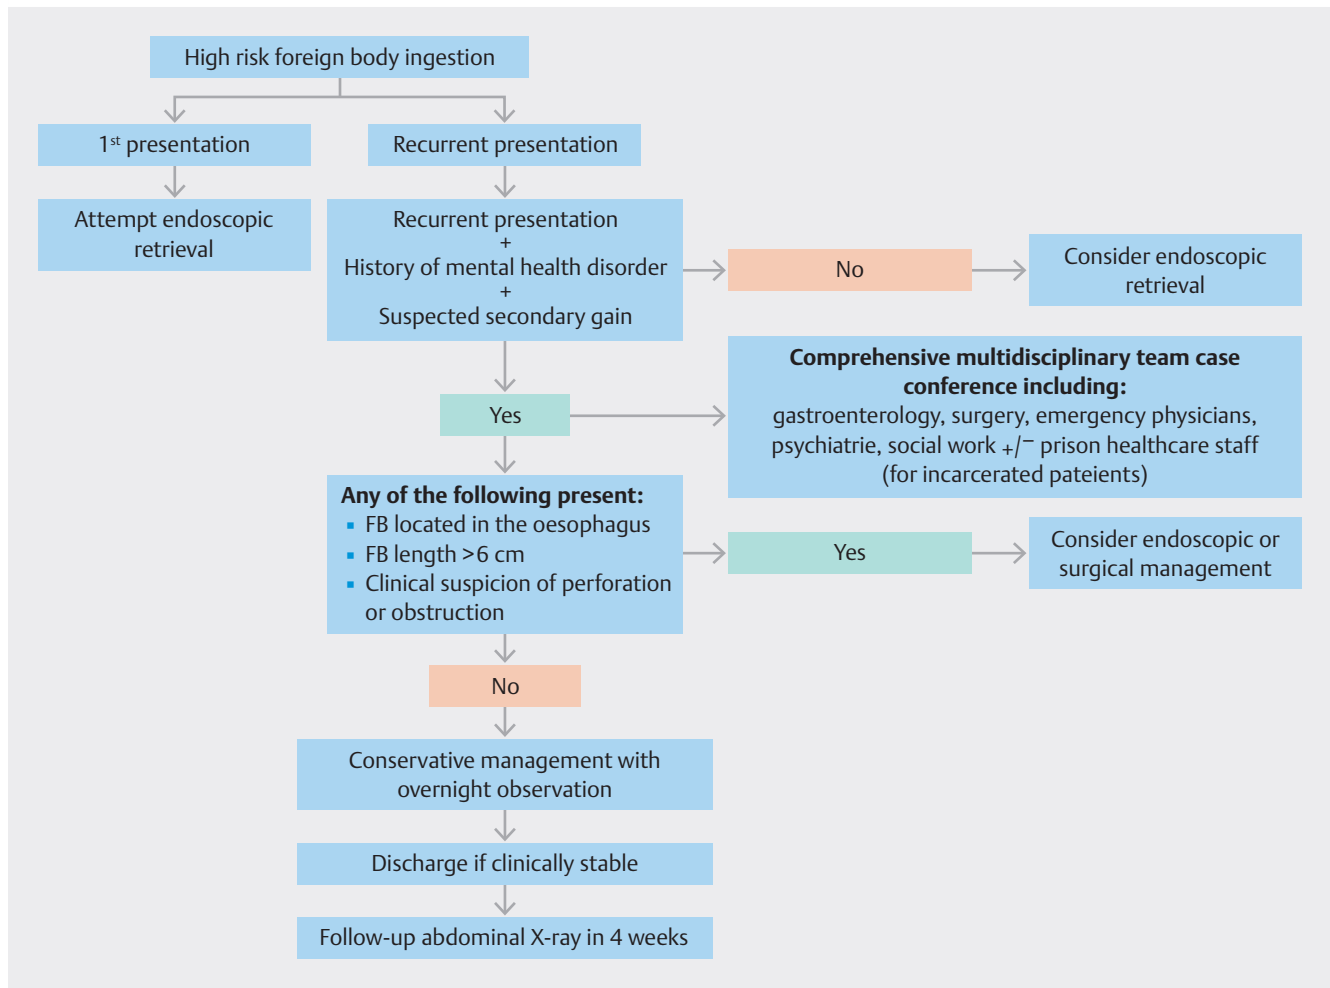 High risk foreign body ingestion
1st presentation
Recurrent presentation
Attempt endoscopic
retrieval
Recurrent presentation
+
History of mental health disorder
+
Suspected secondary gain
No
Consider endoscopic
retrieval
Yes
Comprehensive multidisciplinary team case
conference including:
gastroenterology, surgery, emergency physicians,
psychiatrie, social work +/− prison healthcare staff
(for incarcerated pateients)
Any of the following present:
▪ FB located in the oesophagus
▪ FB length >6 cm
▪ Clinical suspicion of perforation
or obstruction
Yes
Consider endoscopic or
surgical management
No
Conservative management with
overnight observation
Discharge if clinically stable
Follow-up abdominal X-ray in 4 weeks